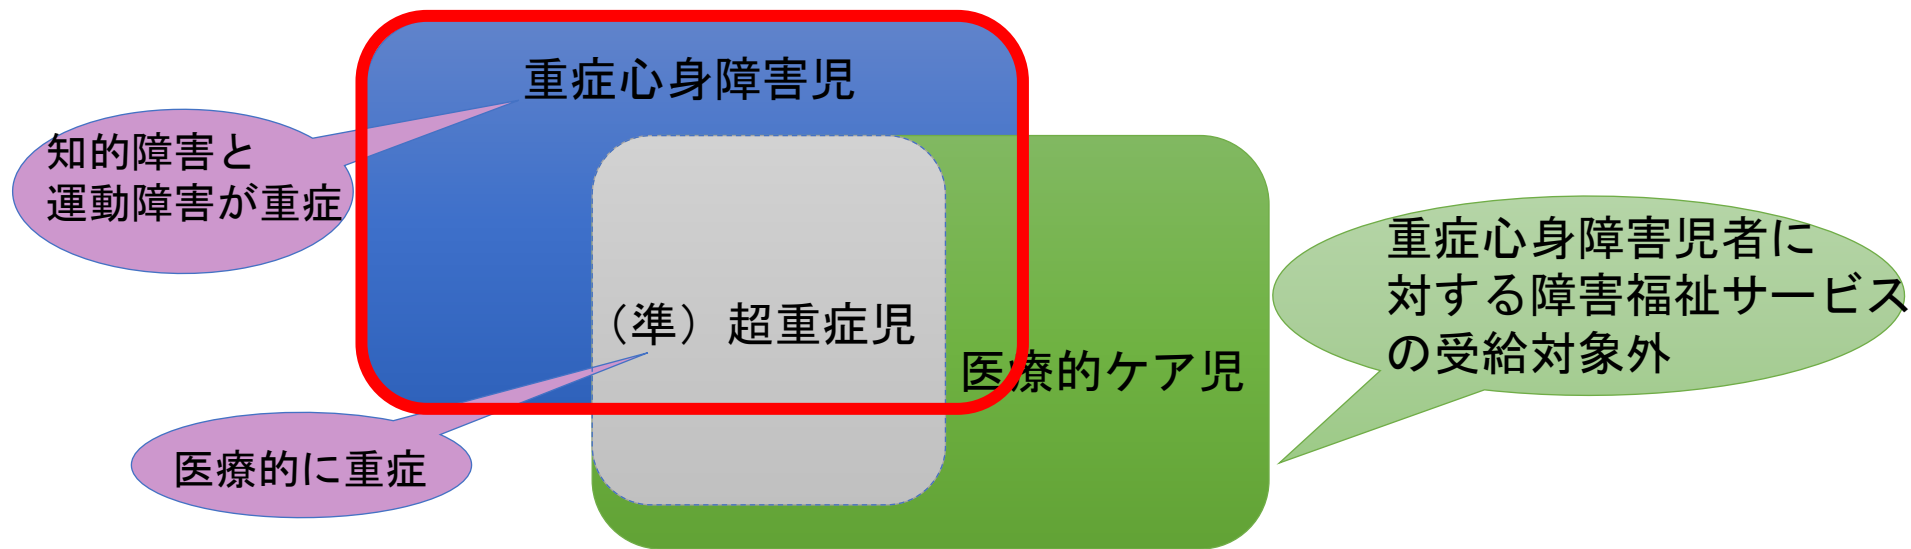 重症心身障害児
知的障害と
運動障害が重症
重症心身障害児者に
対する障害福祉サービス
の受給対象外
（準）超重症児
医療的ケア児
医療的に重症